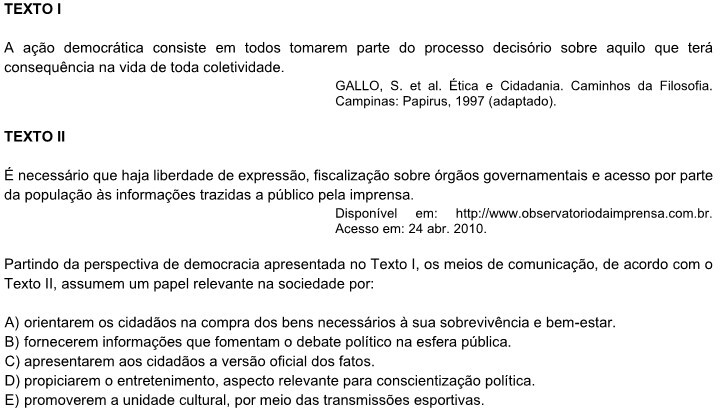 TEXTO I
A ação democrática consiste em todos tomarem parte do processo decisório sobre aquilo que terá
consequência na vida de toda coletividade.
GALLO, S. et al. Ética e Cidadania. Caminhos da Filosofia.
Campinas: Papirus, 1997 (adaptado).
TEXTO II
É necessário que haja liberdade de expressão, fiscalização sobre órgãos governamentais e acesso por parte
da população às informações trazidas a público pela imprensa.
Disponível em: http://www.observatoriodaimprensa.com.br.
Acesso em: 24 abr. 2010.
Partindo da perspectiva de democracia apresentada no Texto I, os meios de comunicação, de acordo com o
Texto II, assumem um papel relevante na sociedade por:
A) orientarem os cidadãos na compra dos bens necessários à sua sobrevivência e bem-estar.
B) fornecerem informações que fomentam o debate político na esfera pública.
C) apresentarem aos cidadãos a versão oficial dos fatos.
D) propiciarem o entretenimento, aspecto relevante para conscientização política.
E) promoverem a unidade cultural, por meio das transmissões esportivas.